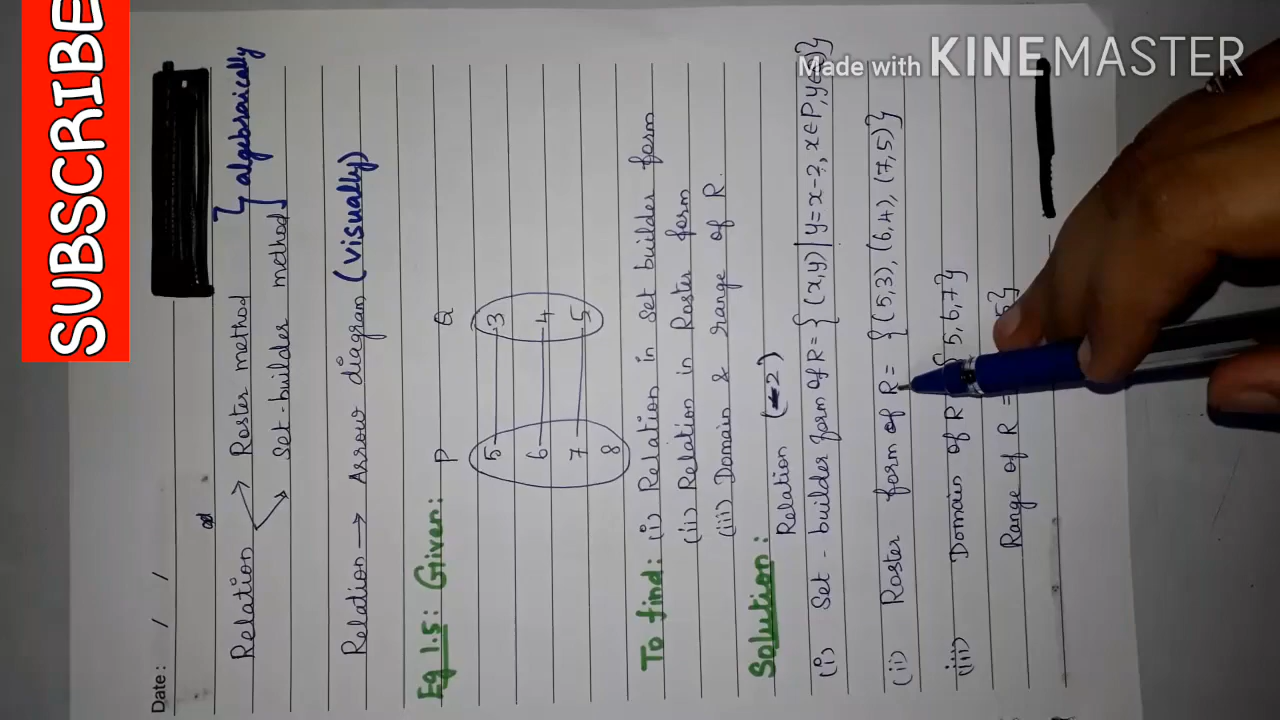 SUBSCRIBE
Made with KINEMASTER
Date: / /
Relation → Roster method
→ Set-builder method } algebraically
Relation → Arrow diagram (visually)
Eg 1.5: Given:
P Q
5 3
6 4
7 5
8
To find: (i) Relation in set builder form
(ii) Relation in Roster form
(iii) Domain & range of R.
Solution:
Relation (-2)
(i) Set-builder form of R = {(x,y) | y=x-2, x∈P, y∈Q}
(ii) Roster form of R = {(5,3), (6,4), (7,5)}
(iii) Domain of R {5,6,7}
Range of R = 5}